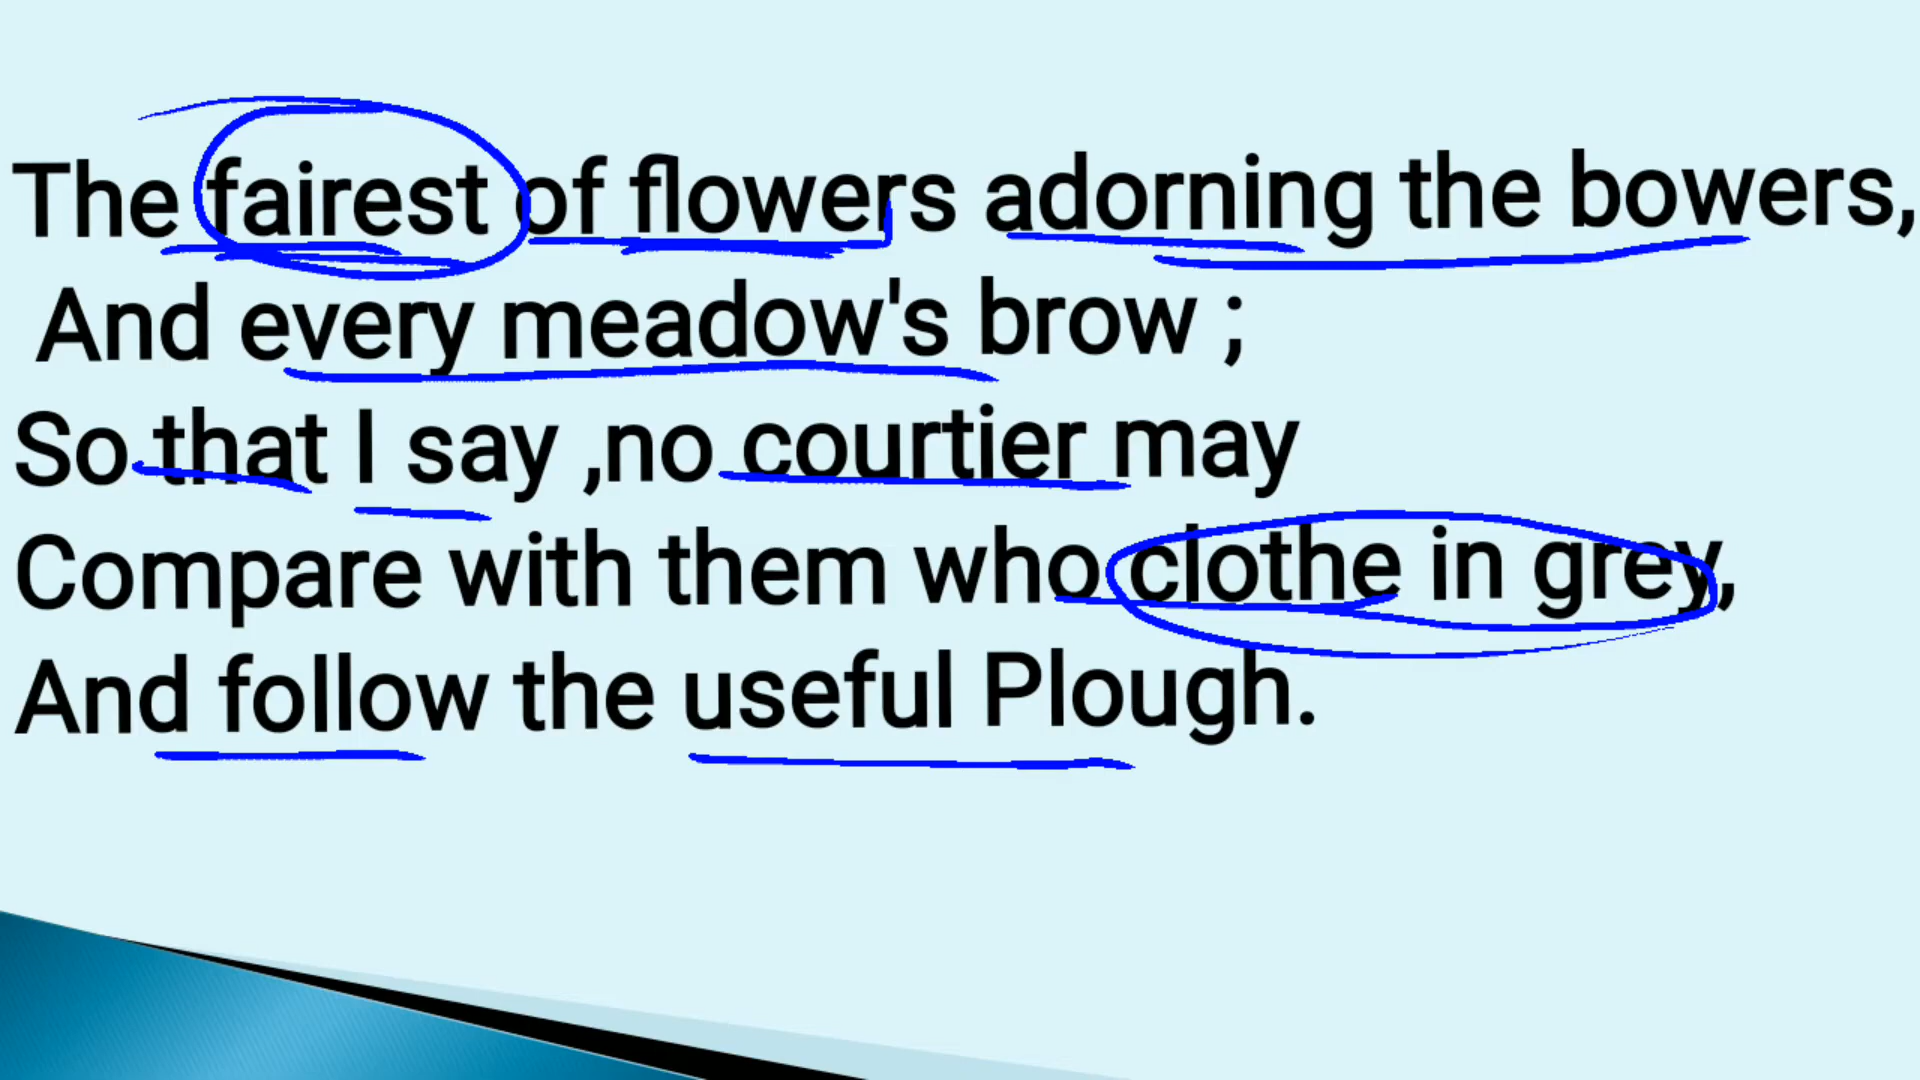 The fairest of flowers adorning the bowers,
And every meadow's brow ;
So that I say ,no courtier may
Compare with them who clothe in grey,
And follow the useful Plough.